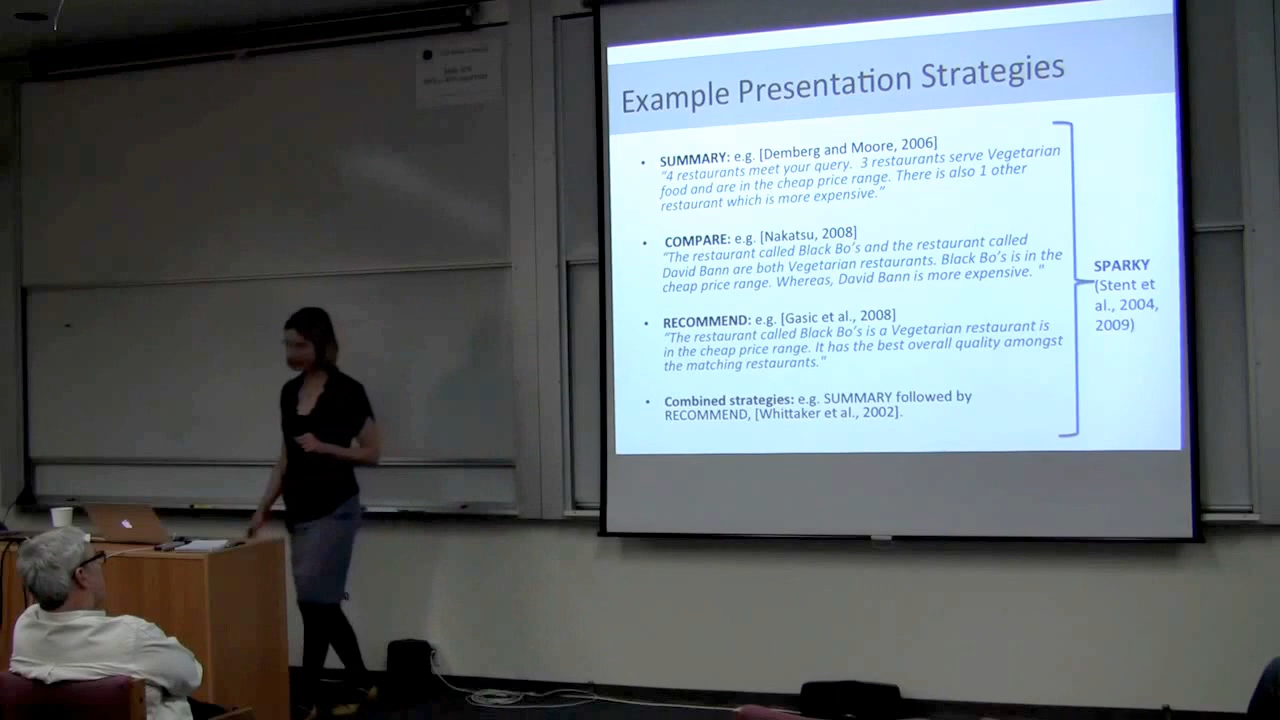 Example Presentation Strategies
• SUMMARY: e.g. [Demberg and Moore, 2006]
"4 restaurants meet your query. 3 restaurants serve Vegetarian
food and are in the cheap price range. There is also 1 other
restaurant which is more expensive."
• COMPARE: e.g. [Nakatsu, 2008]
"The restaurant called Black Bo's and the restaurant called
David Bann are both Vegetarian restaurants. Black Bo's is in the
cheap price range. Whereas, David Bann is more expensive. "
• RECOMMEND: e.g. [Gasic et al., 2008]
"The restaurant called Black Bo's is a Vegetarian restaurant is
in the cheap price range. It has the best overall quality amongst
the matching restaurants."
• Combined strategies: e.g. SUMMARY followed by
RECOMMEND, [Whittaker et al., 2002].
SPARKY
(Stent et
al., 2004,
2009)